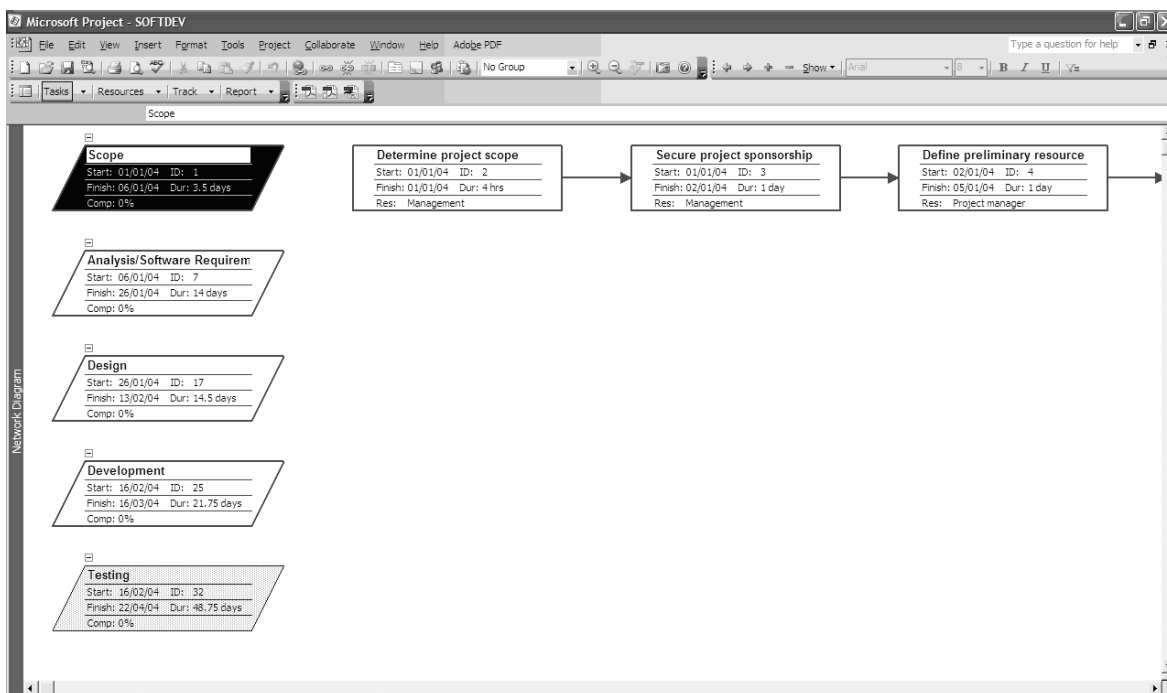 Microsoft Project - SOFTDEV
File Edit View Insert Format Tools Project Collaborate Window Help Adobe PDF Type a question for help
No Group Show Arial 8 B I U
Tasks Resources Track Report
Scope
Scope
Start: 01/01/04 ID: 1
Finish: 06/01/04 Dur: 3.5 days
Comp: 0%
Determine project scope
Start: 01/01/04 ID: 2
Finish: 01/01/04 Dur: 4 hrs
Res: Management
Secure project sponsorship
Start: 01/01/04 ID: 3
Finish: 02/01/04 Dur: 1 day
Res: Management
Define preliminary resource
Start: 02/01/04 ID: 4
Finish: 05/01/04 Dur: 1 day
Res: Project manager
Analysis/Software Requirem
Start: 06/01/04 ID: 7
Finish: 26/01/04 Dur: 14 days
Comp: 0%
Design
Start: 26/01/04 ID: 17
Finish: 13/02/04 Dur: 14.5 days
Comp: 0%
Development
Start: 16/02/04 ID: 25
Finish: 16/03/04 Dur: 21.75 days
Comp: 0%
Testing
Start: 16/02/04 ID: 32
Finish: 22/04/04 Dur: 48.75 days
Comp: 0%
Network Diagram